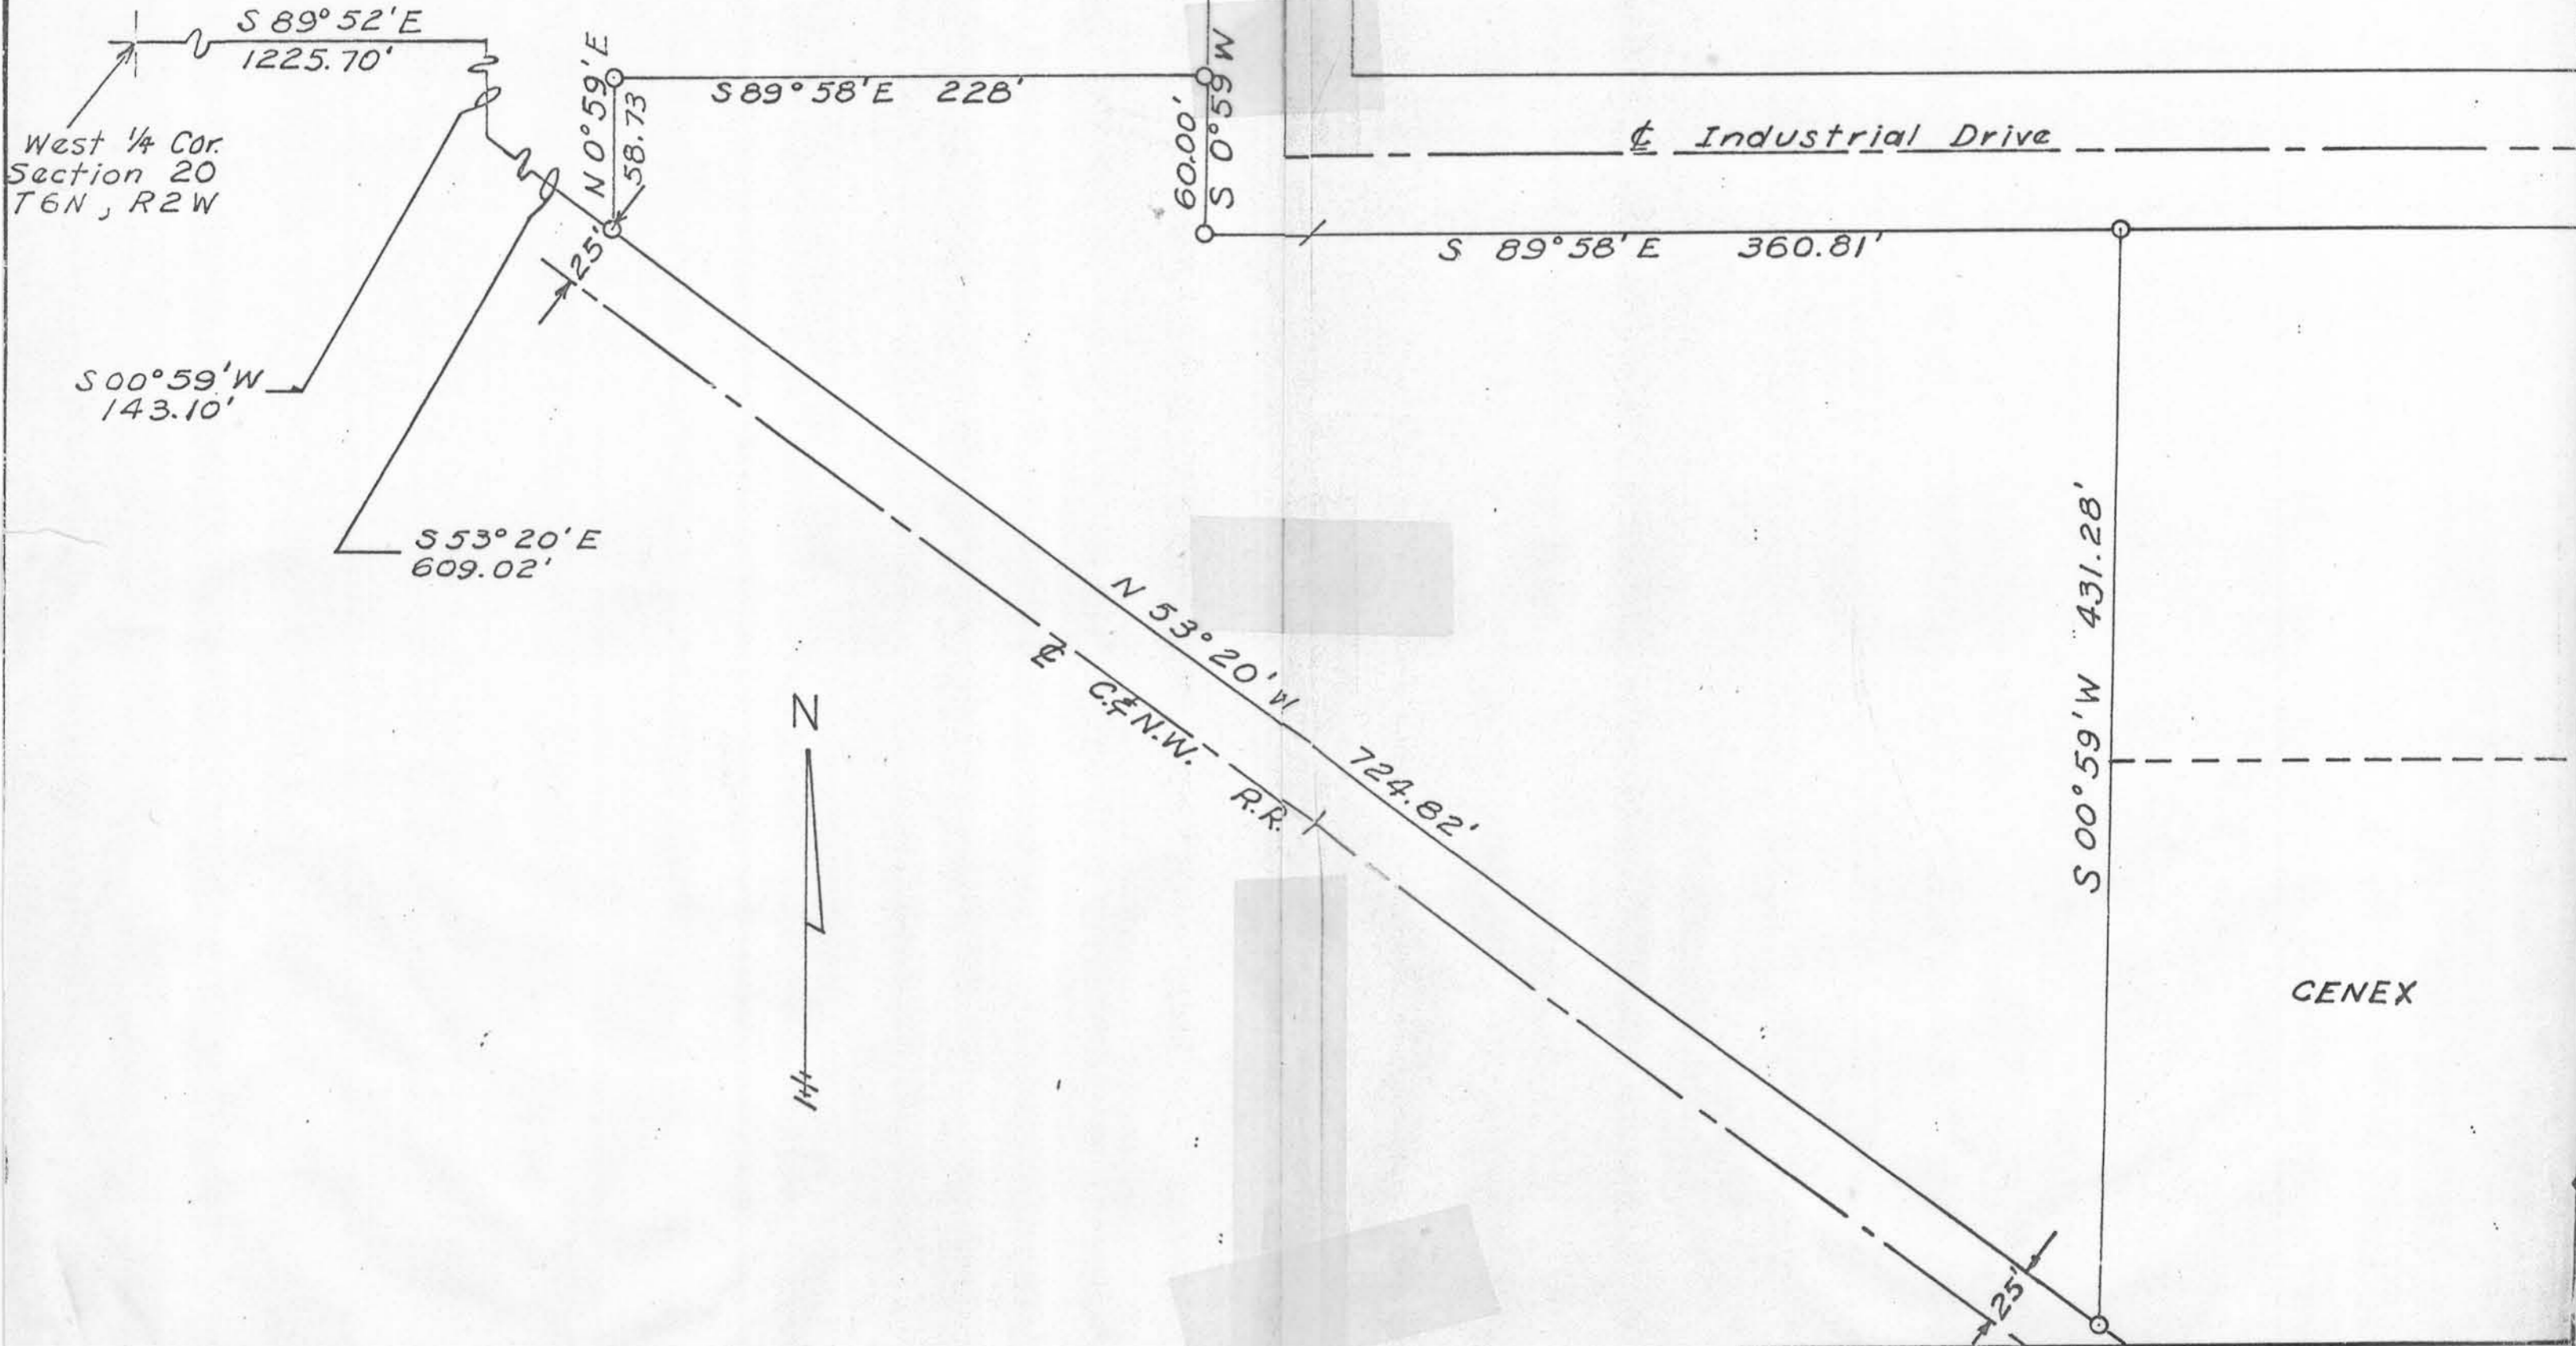 S 89° 52' E
1225.70'
West 1/4 Cor.
Section 20
T6N, R2W
N 0° 59' E
58.73
S 89° 58' E 228'
60.00'
S 0° 59 W
℄ Industrial Drive
25'
S 89° 58' E 360.81'
S 00° 59' W
143.10'
S 53° 20' E
609.02'
N 53° 20' W 724.82'
℄ C. & N.W. R.R.
N
S 00° 59' W 431.28'
CENEX
25'